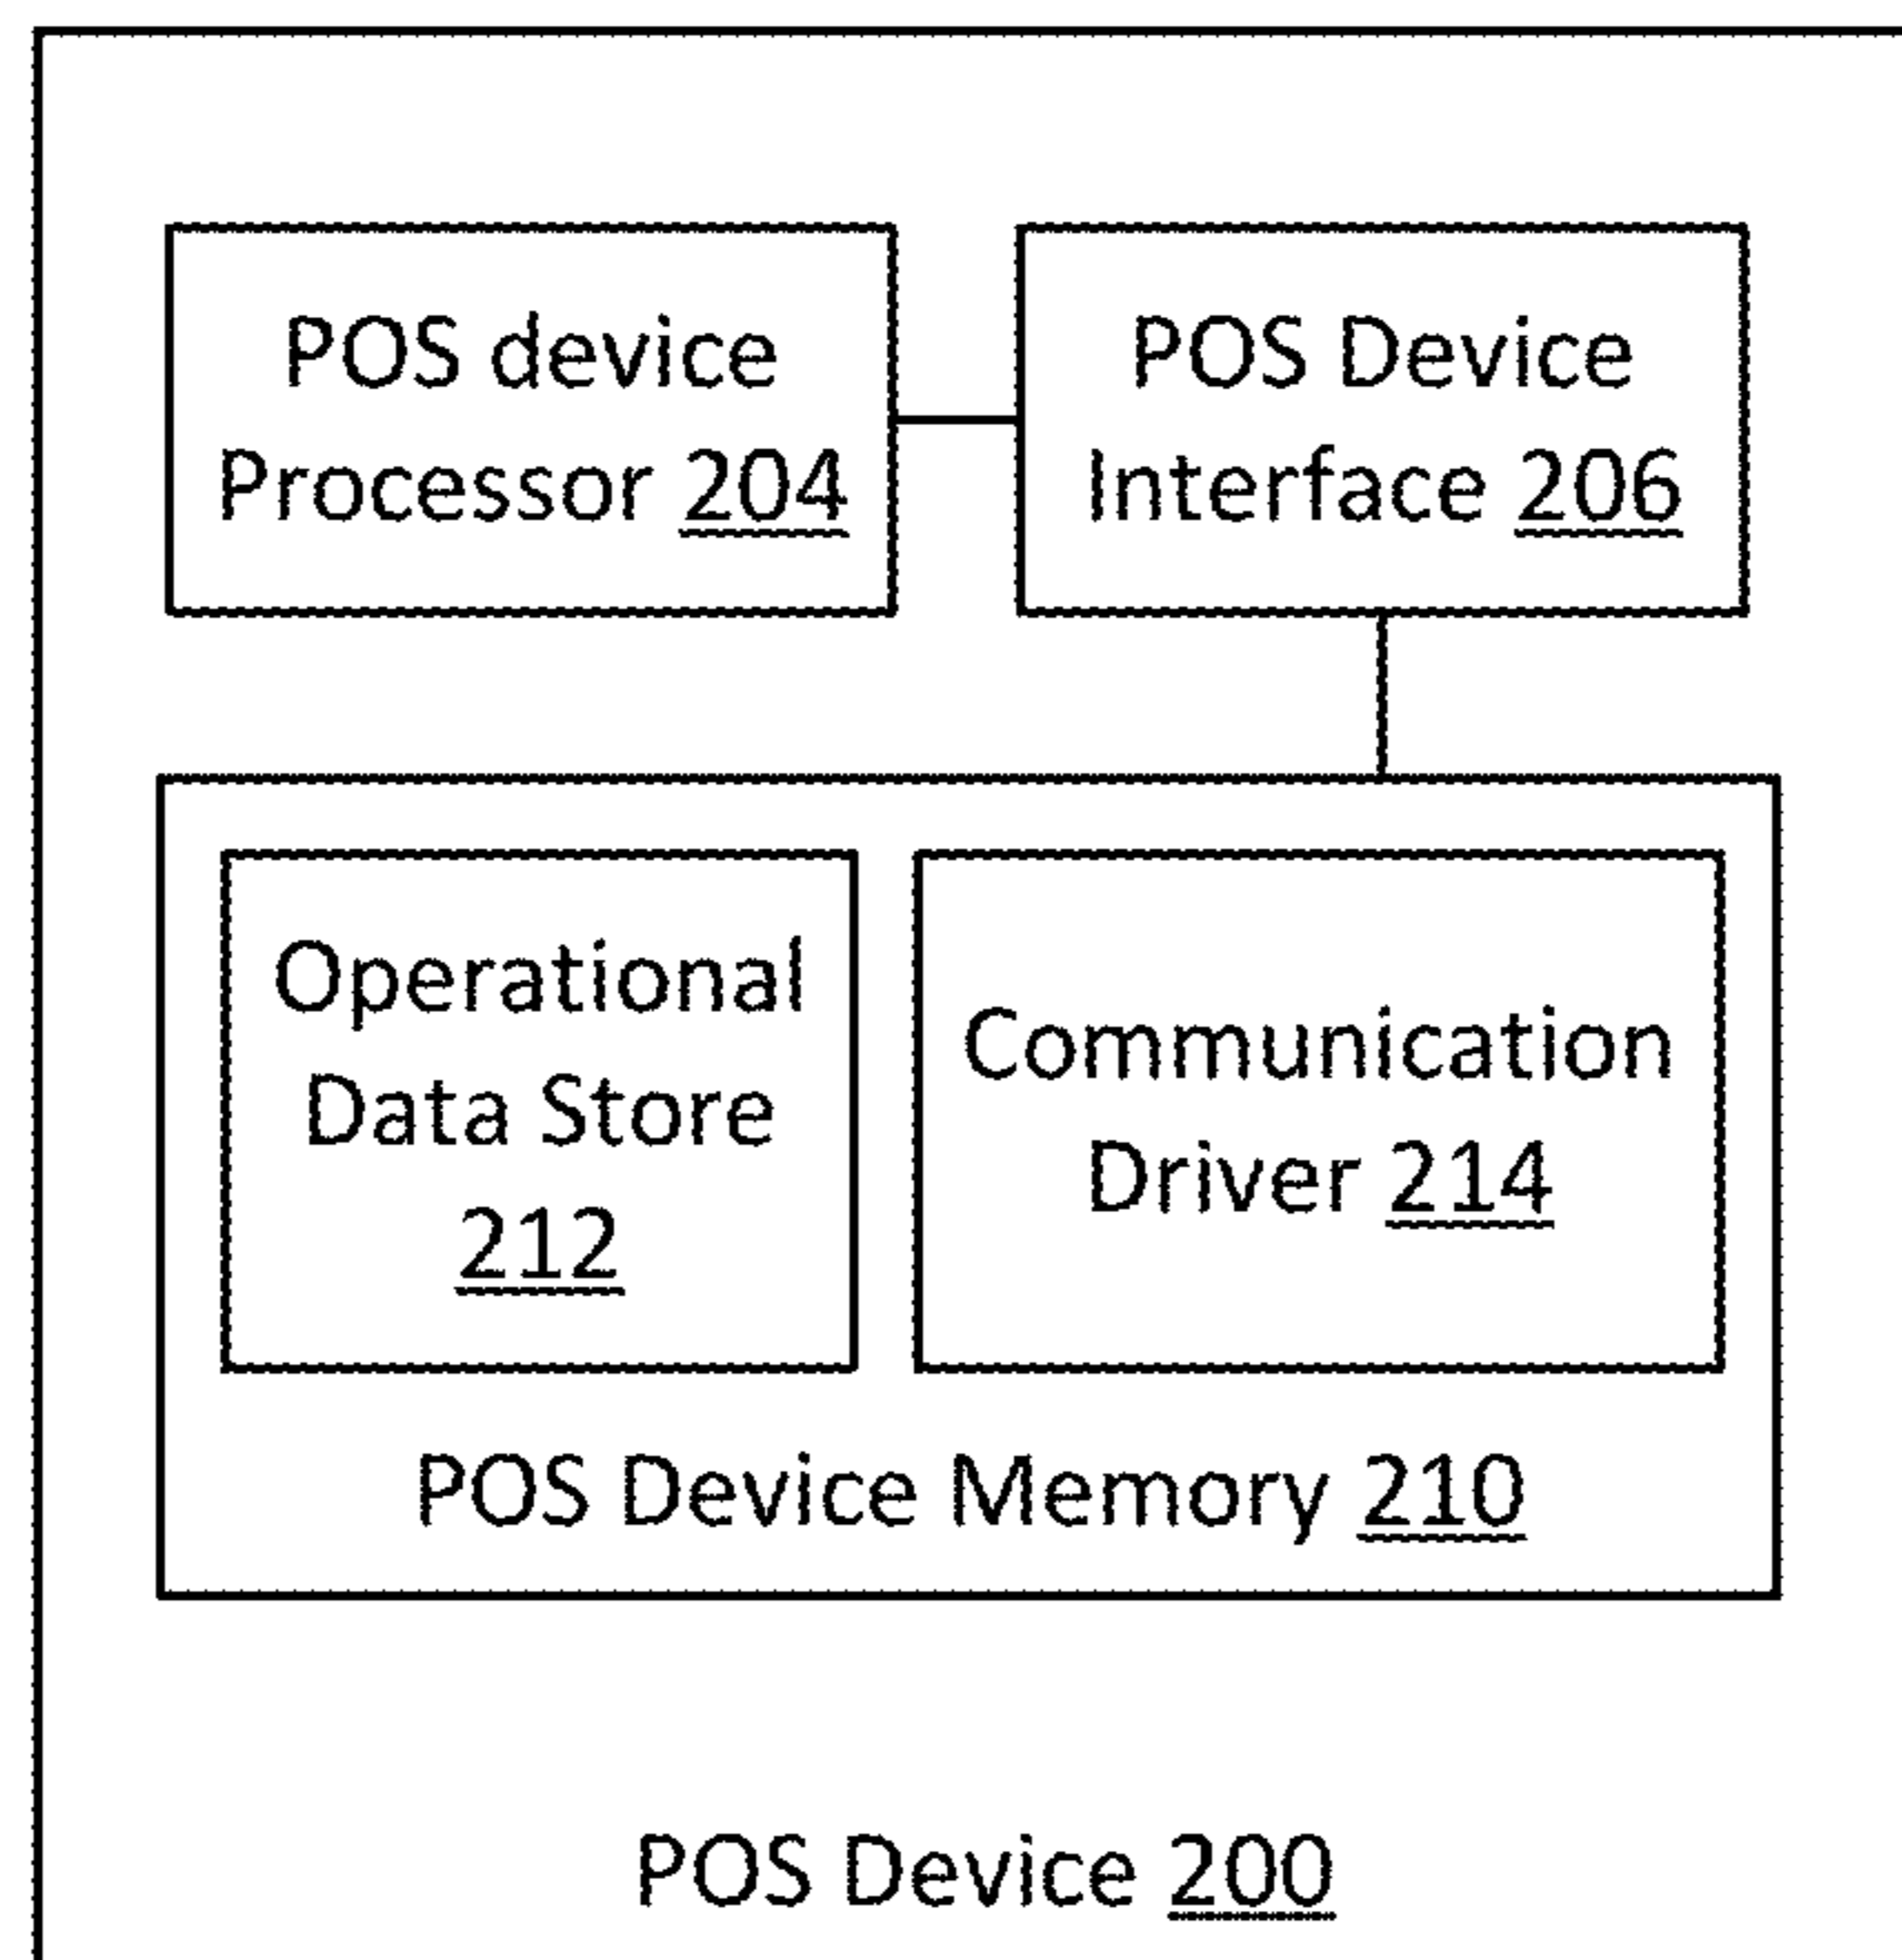 POS device
Processor 204
POS Device
Interface 206
Operational
Data Store
212
Communication
Driver 214
POS Device Memory 210
POS Device 200